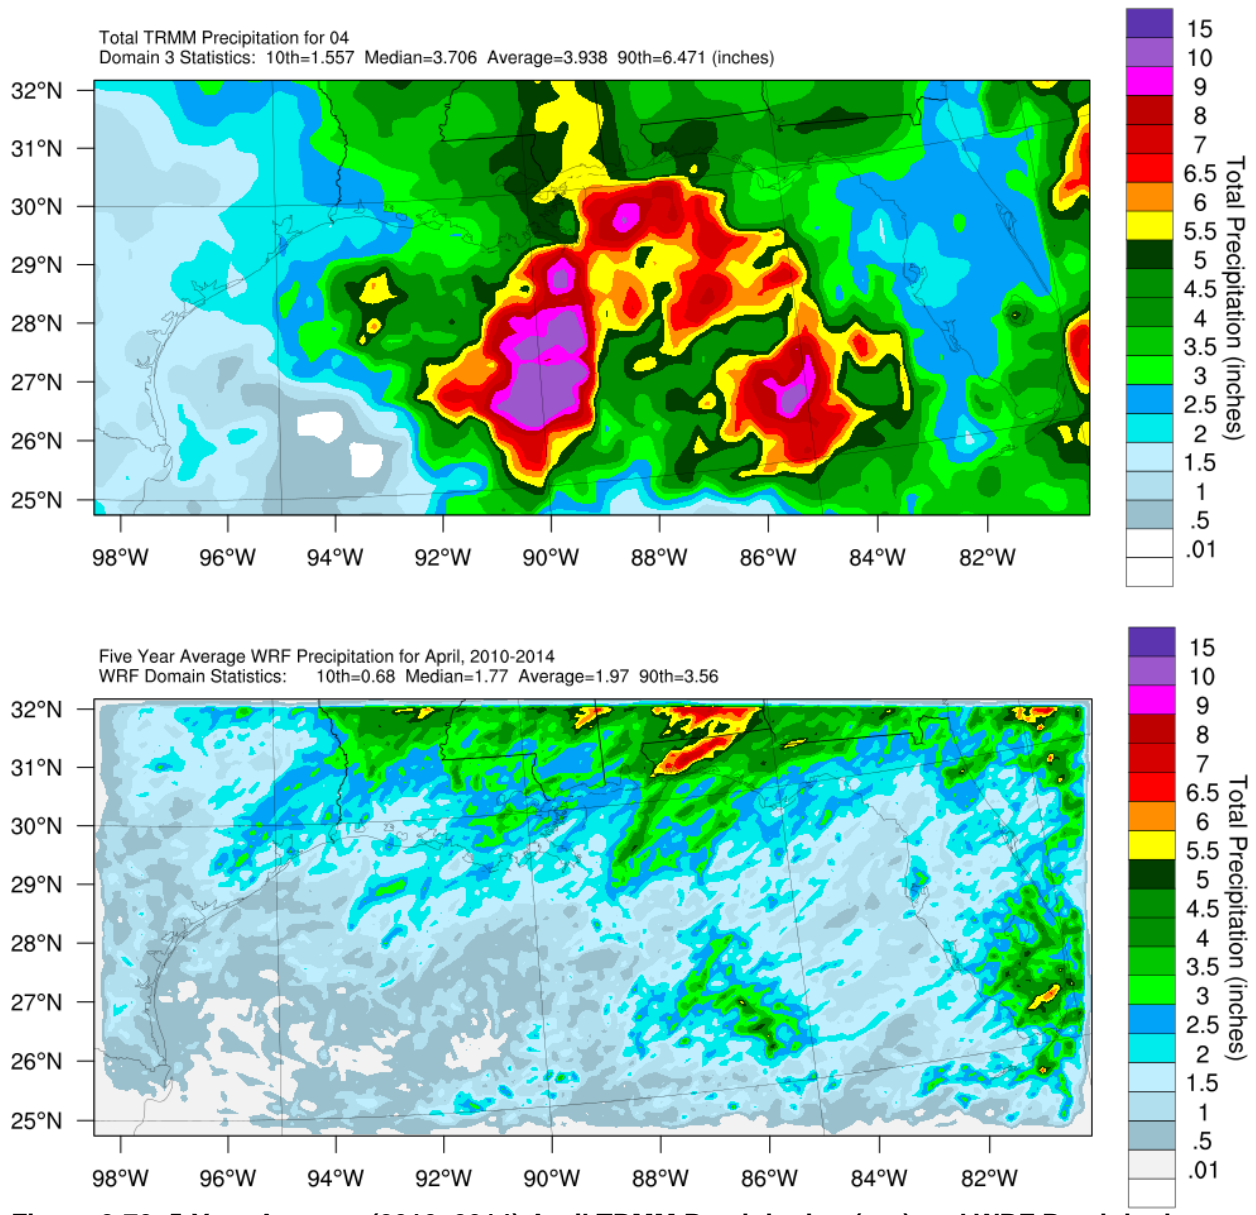 Total TRMM Precipitation for 04
Domain 3 Statistics: 10th=1.557 Median=3.706 Average=3.938 90th=6.471 (inches)
32°N
31°N
30°N
29°N
28°N
27°N
26°N
25°N
98°W 96°W 94°W 92°W 90°W 88°W 86°W 84°W 82°W
15
10
9
8
7
6.5
6
5.5
5
4.5
4
3.5
3
2.5
2
1.5
1
.5
.01
Total Precipitation (inches)
Five Year Average WRF Precipitation for April, 2010-2014
WRF Domain Statistics: 10th=0.68 Median=1.77 Average=1.97 90th=3.56
32°N
31°N
30°N
29°N
28°N
27°N
26°N
25°N
98°W 96°W 94°W 92°W 90°W 88°W 86°W 84°W 82°W
15
10
9
8
7
6.5
6
5.5
5
4.5
4
3.5
3
2.5
2
1.5
1
.5
.01
Total Precipitation (inches)